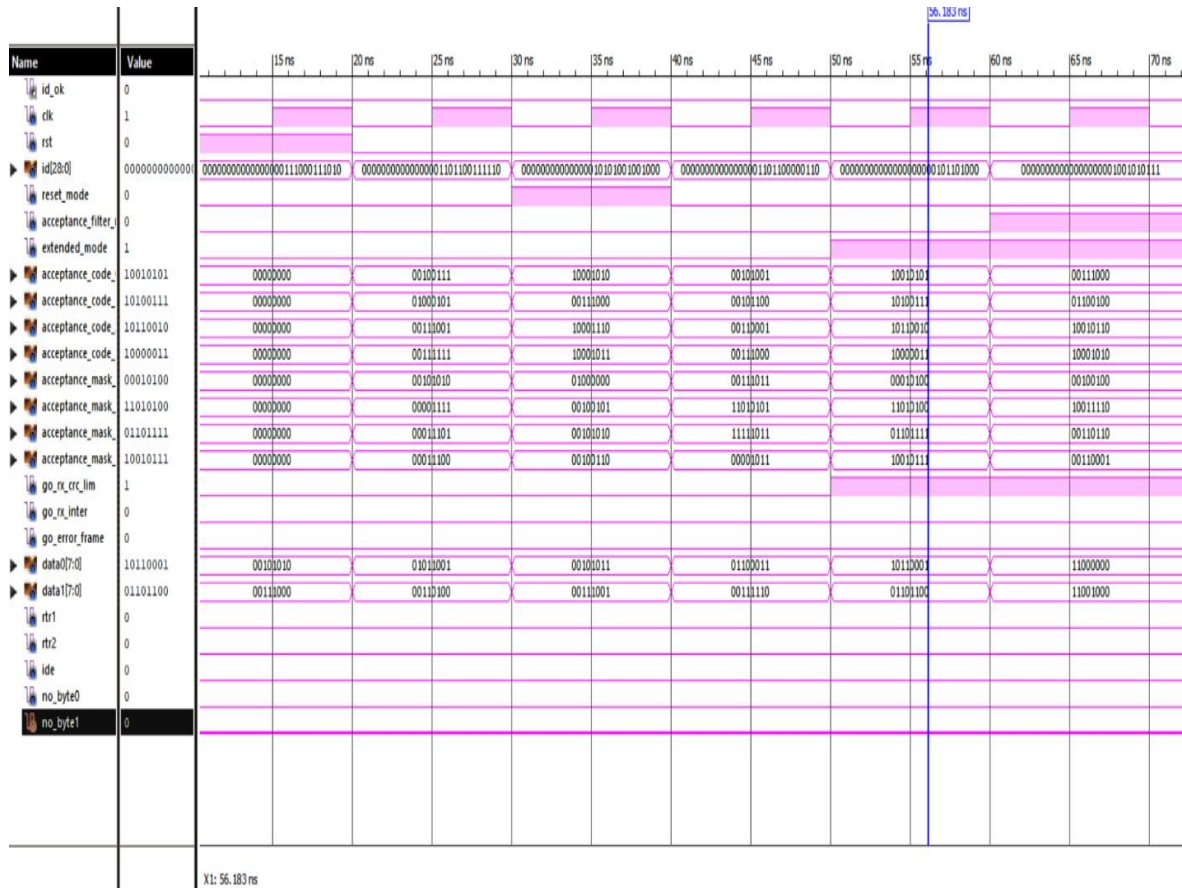 56.183 ns
Name Value 15 ns 20 ns 25 ns 30 ns 35 ns 40 ns 45 ns 50 ns 55 ns 60 ns 65 ns 70 ns
id_ok 0
clk 1
rst 0
id[28:0]
reset_mode 0
acceptance_filter_ 0
extended_mode 1
acceptance_code_ 10010101 00000000 00100111 10001010 00101001 10010101 00111000
acceptance_code_ 10100111 00000000 01000101 00111000 00101100 10100111 01100100
acceptance_code_ 10110010 00000000 00111001 10001110 00110001 10110010 10010110
acceptance_code_ 10000011 00000000 00111111 10001011 00111000 10000011 10001010
acceptance_mask_ 00010100 00000000 00101010 01000000 00111011 00010100 00100100
acceptance_mask_ 11010100 00000000 00001111 00100101 11010101 11010100 10011110
acceptance_mask_ 01101111 00000000 00011101 00101010 11111011 01101111 00110110
acceptance_mask_ 10010111 00000000 00011100 00100110 00001011 10010111 00110001
go_rx_crc_lim 1
go_rx_inter 0
go_error_frame 0
data0[7:0] 10110001 00101010 01011001 00101011 01100011 10110001 11000000
data1[7:0] 01101100 00111000 00110100 00111001 00111110 01101100 11001000
rtr1 0
rtr2 0
ide 0
no_byte0 0
no_byte1 0
X1: 56.183 ns